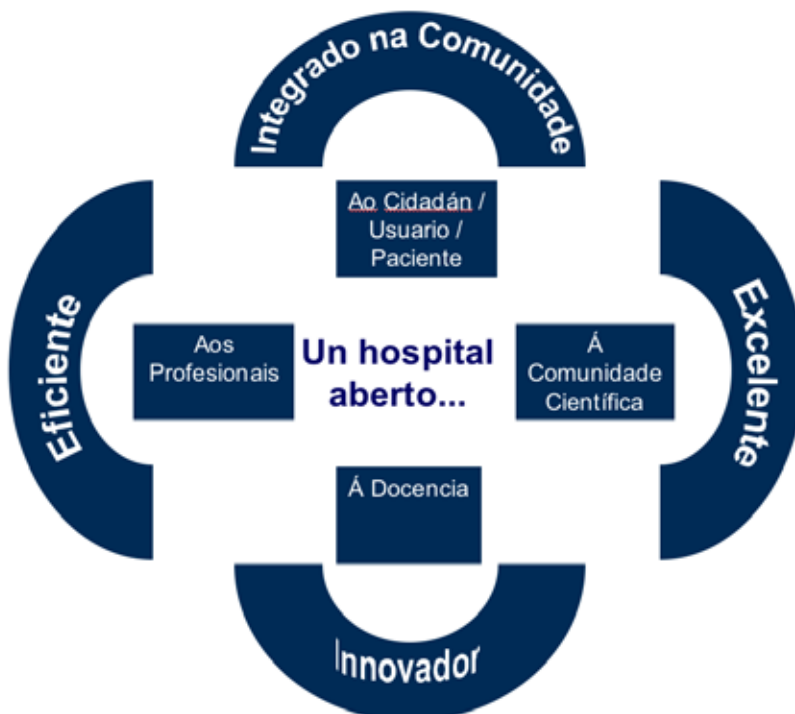 Integrado na Comunidade
Ao Cidadán /
Usuario /
Paciente
Eficiente
Aos
Profesionais
Un hospital
aberto...
Á
Comunidade
Científica
Excelente
Á Docencia
Innovador